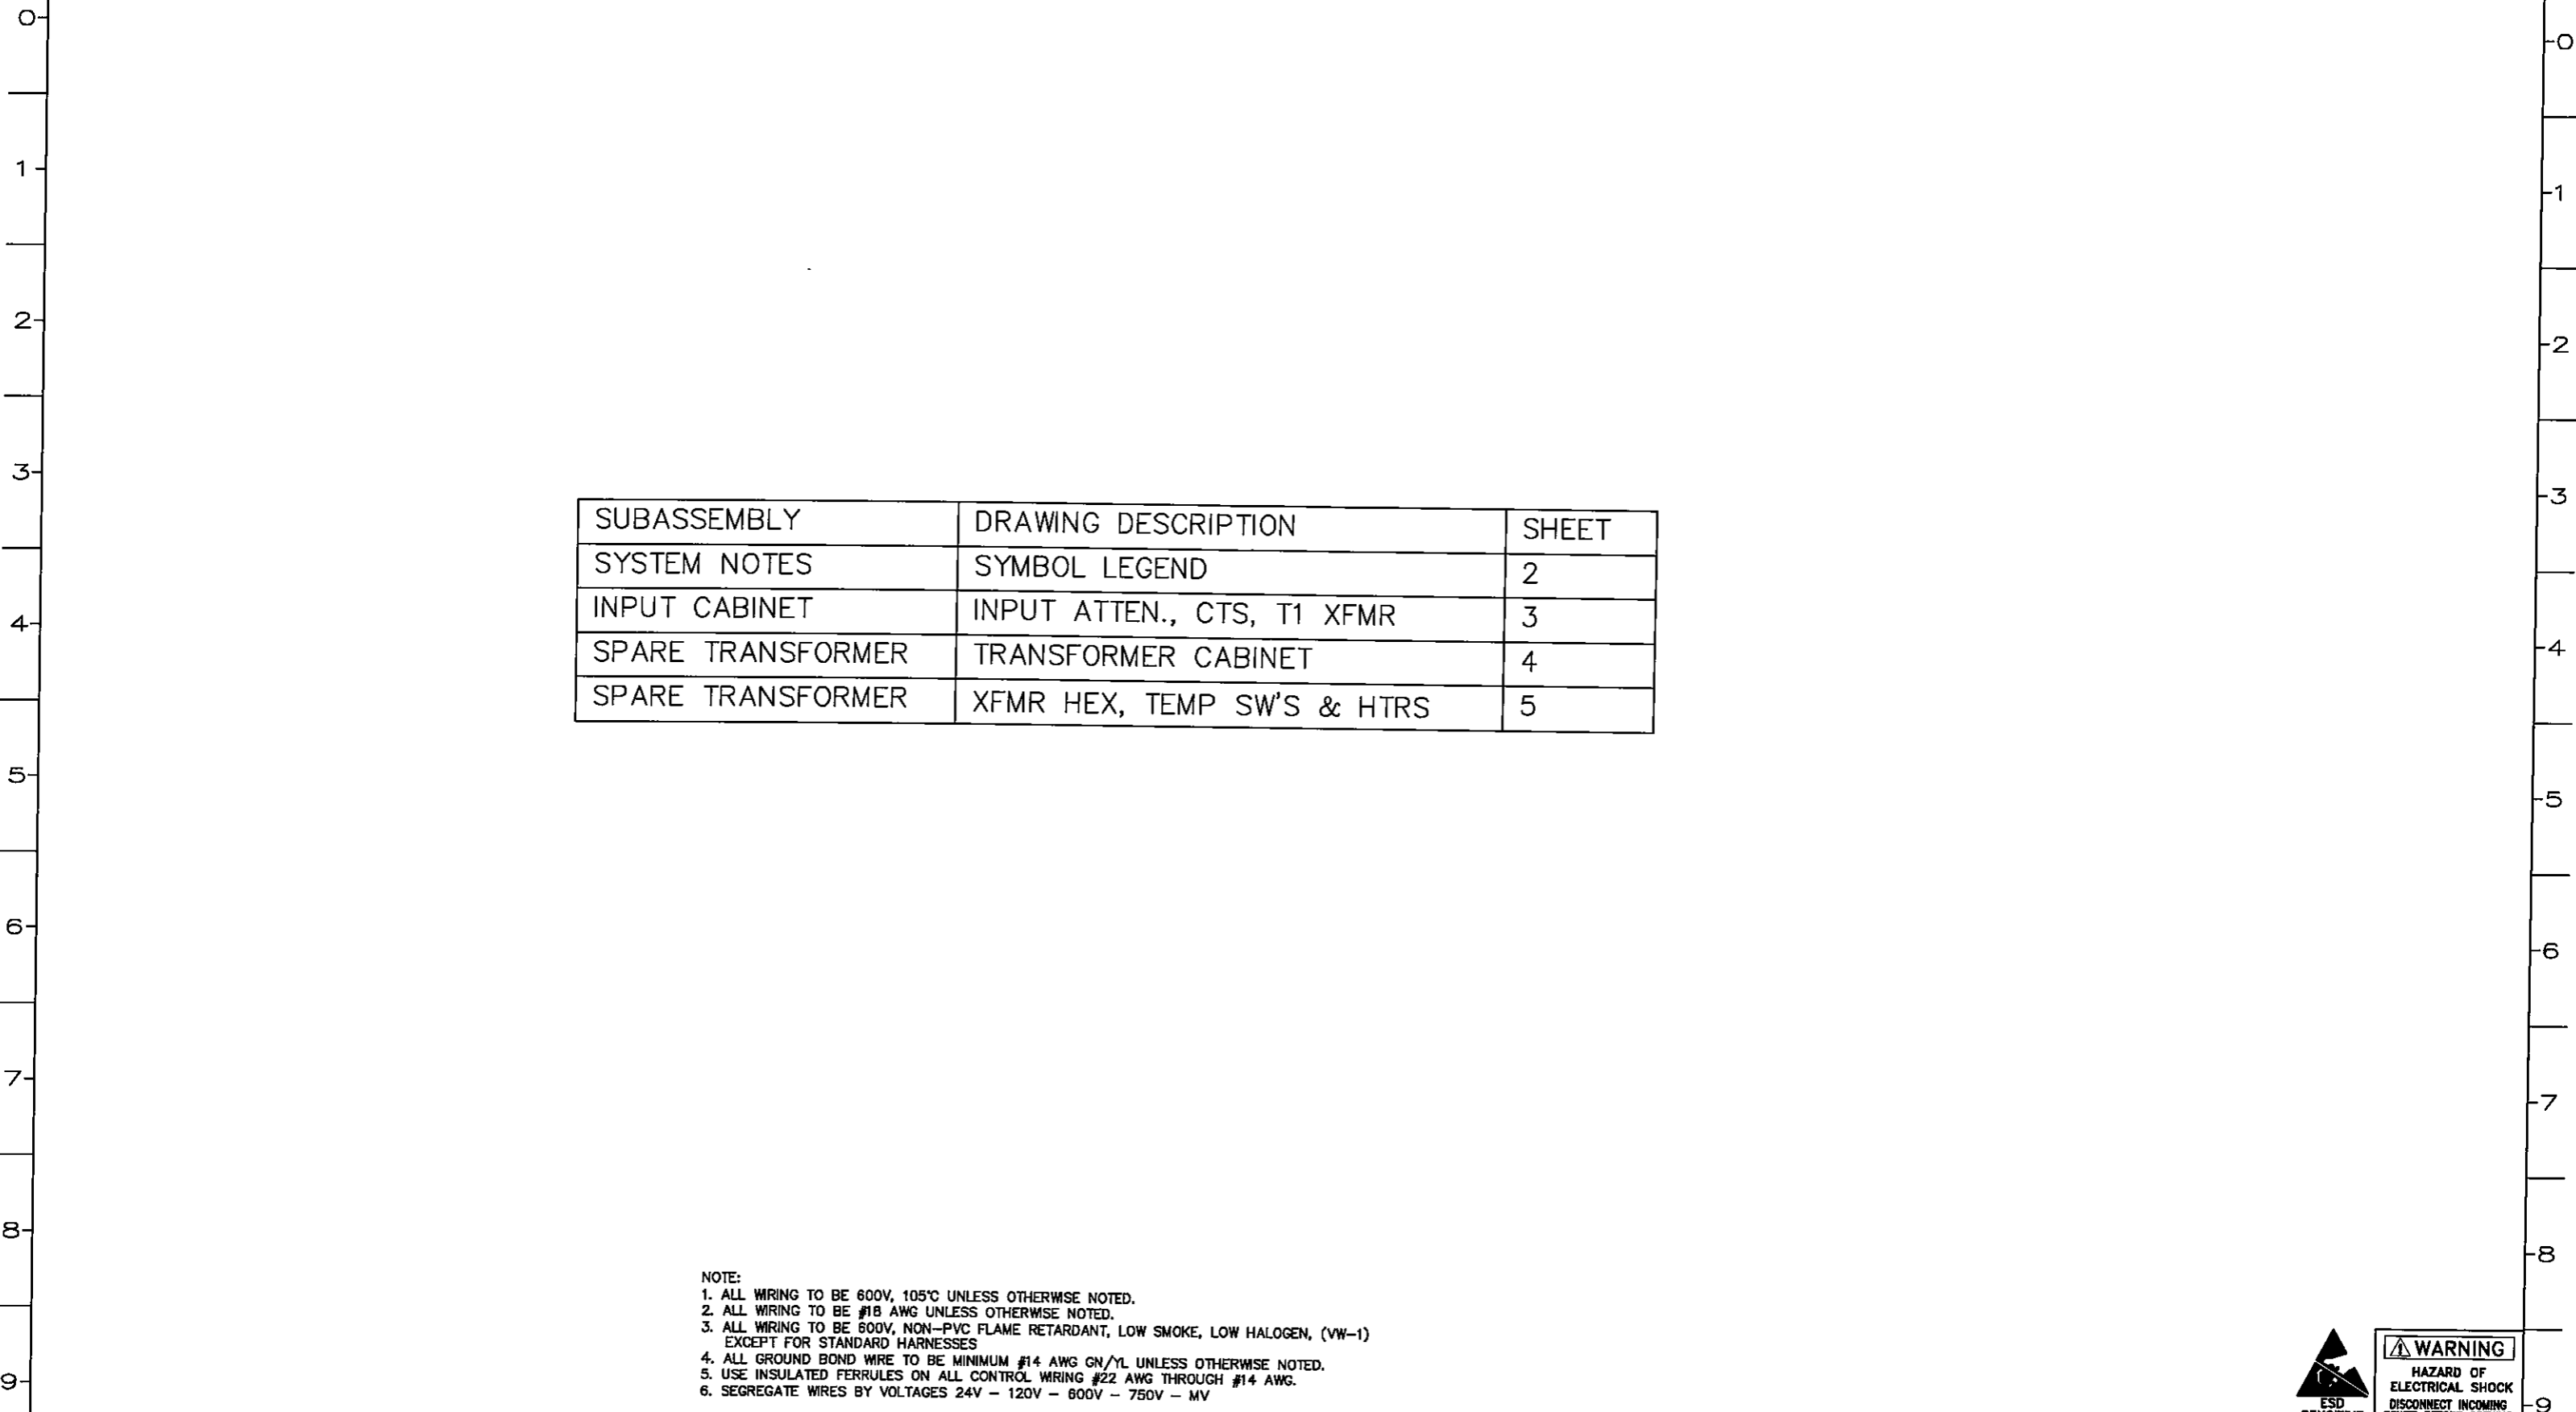 0
0
1
1
2
2
3
3
SUBASSEMBLY DRAWING DESCRIPTION SHEET
SYSTEM NOTES SYMBOL LEGEND 2
INPUT CABINET INPUT ATTEN., CTS, T1 XFMR 3
SPARE TRANSFORMER TRANSFORMER CABINET 4
SPARE TRANSFORMER XFMR HEX, TEMP SW'S & HTRS 5
4
4
5
5
6
6
7
7
8
8
NOTE:
1. ALL WIRING TO BE 600V, 105°C UNLESS OTHERWISE NOTED.
2. ALL WIRING TO BE #18 AWG UNLESS OTHERWISE NOTED.
3. ALL WIRING TO BE 600V, NON-PVC FLAME RETARDANT, LOW SMOKE, LOW HALOGEN, (VW-1)
EXCEPT FOR STANDARD HARNESSES
4. ALL GROUND BOND WIRE TO BE MINIMUM #14 AWG GN/YL UNLESS OTHERWISE NOTED.
5. USE INSULATED FERRULES ON ALL CONTROL WIRING #22 AWG THROUGH #14 AWG.
6. SEGREGATE WIRES BY VOLTAGES 24V - 120V - 600V - 750V - MV
9
9
ESD
WARNING
HAZARD OF
ELECTRICAL SHOCK
DISCONNECT INCOMING